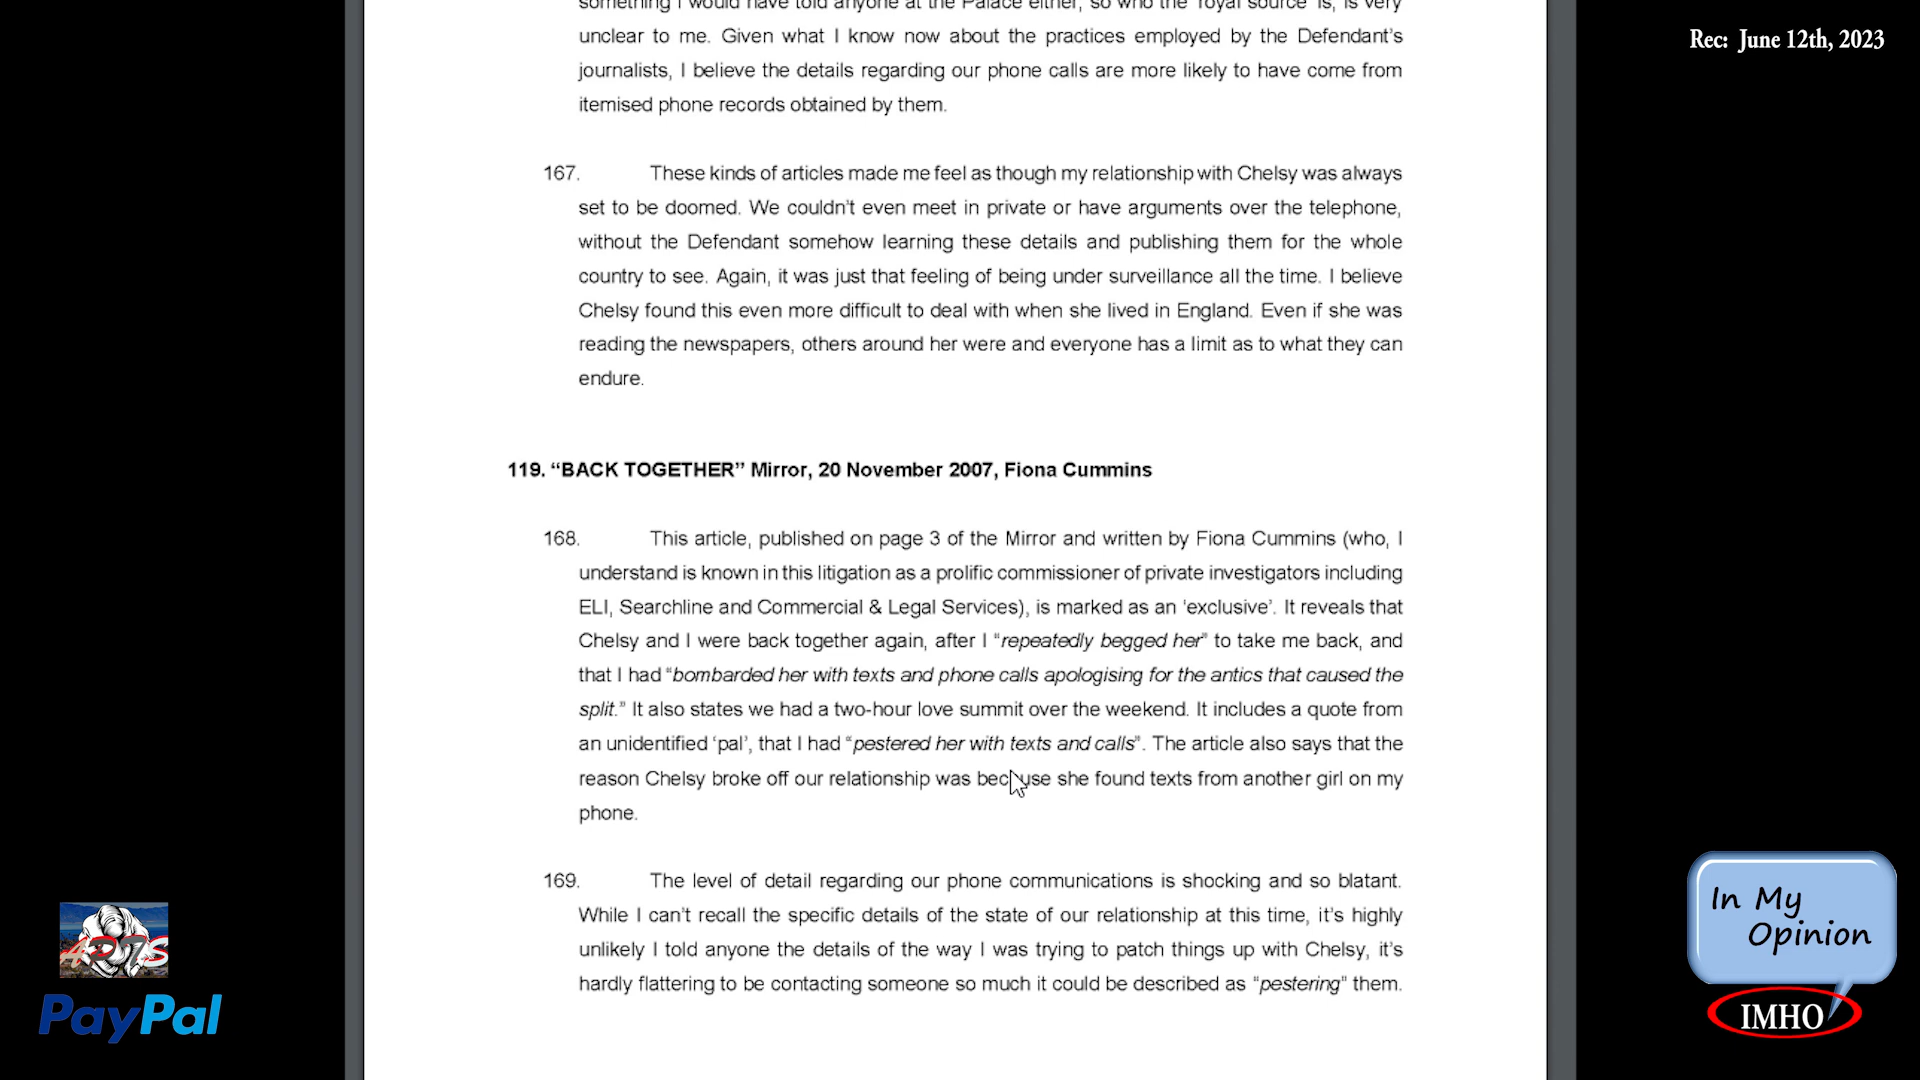 something I would have told anyone at the Palace either, so who the 'royal source' is, is very
unclear to me. Given what I know now about the practices employed by the Defendant's
journalists, I believe the details regarding our phone calls are more likely to have come from
itemised phone records obtained by them.
Rec: June 12th, 2023
167. These kinds of articles made me feel as though my relationship with Chelsy was always
set to be doomed. We couldn't even meet in private or have arguments over the telephone,
without the Defendant somehow learning these details and publishing them for the whole
country to see. Again, it was just that feeling of being under surveillance all the time. I believe
Chelsy found this even more difficult to deal with when she lived in England. Even if she was
reading the newspapers, others around her were and everyone has a limit as to what they can
endure.
119. “BACK TOGETHER” Mirror, 20 November 2007, Fiona Cummins
168. This article, published on page 3 of the Mirror and written by Fiona Cummins (who, I
understand is known in this litigation as a prolific commissioner of private investigators including
ELI, Searchline and Commercial & Legal Services), is marked as an 'exclusive'. It reveals that
Chelsy and I were back together again, after I “repeatedly begged her” to take me back, and
that I had “bombarded her with texts and phone calls apologising for the antics that caused the
split.” It also states we had a two-hour love summit over the weekend. It includes a quote from
an unidentified 'pal', that I had “pestered her with texts and calls”. The article also says that the
reason Chelsy broke off our relationship was because she found texts from another girl on my
phone.
169. The level of detail regarding our phone communications is shocking and so blatant.
While I can't recall the specific details of the state of our relationship at this time, it's highly
unlikely I told anyone the details of the way I was trying to patch things up with Chelsy, it's
hardly flattering to be contacting someone so much it could be described as “pestering” them.
PayPal
In My
Opinion
IMHO